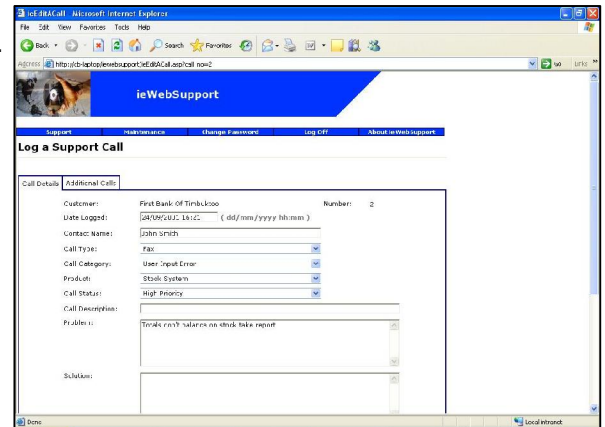 ieEditACall - Microsoft Internet Explorer
File Edit View Favorites Tools Help
Back Search Favorites
Address http://cb-laptop/iewebsupport/ieEditACall.asp?call_no=2 Go Links
ieWebSupport
Support Maintenance Change Password Log Off About ieWebSupport
Log a Support Call
Call Details Additional Calls
Customer: First Bank Of Timbuktoo Number: 2
Date Logged: ( dd/mm/yyyy hh:mm )
Contact Name: John Smith
Call Type: Fax
Call Category: User Input Error
Product: Stock System
Call Status: High Priority
Call Description:
Problem: Totals don't balance on stock take report
Solution:
Done Local intranet